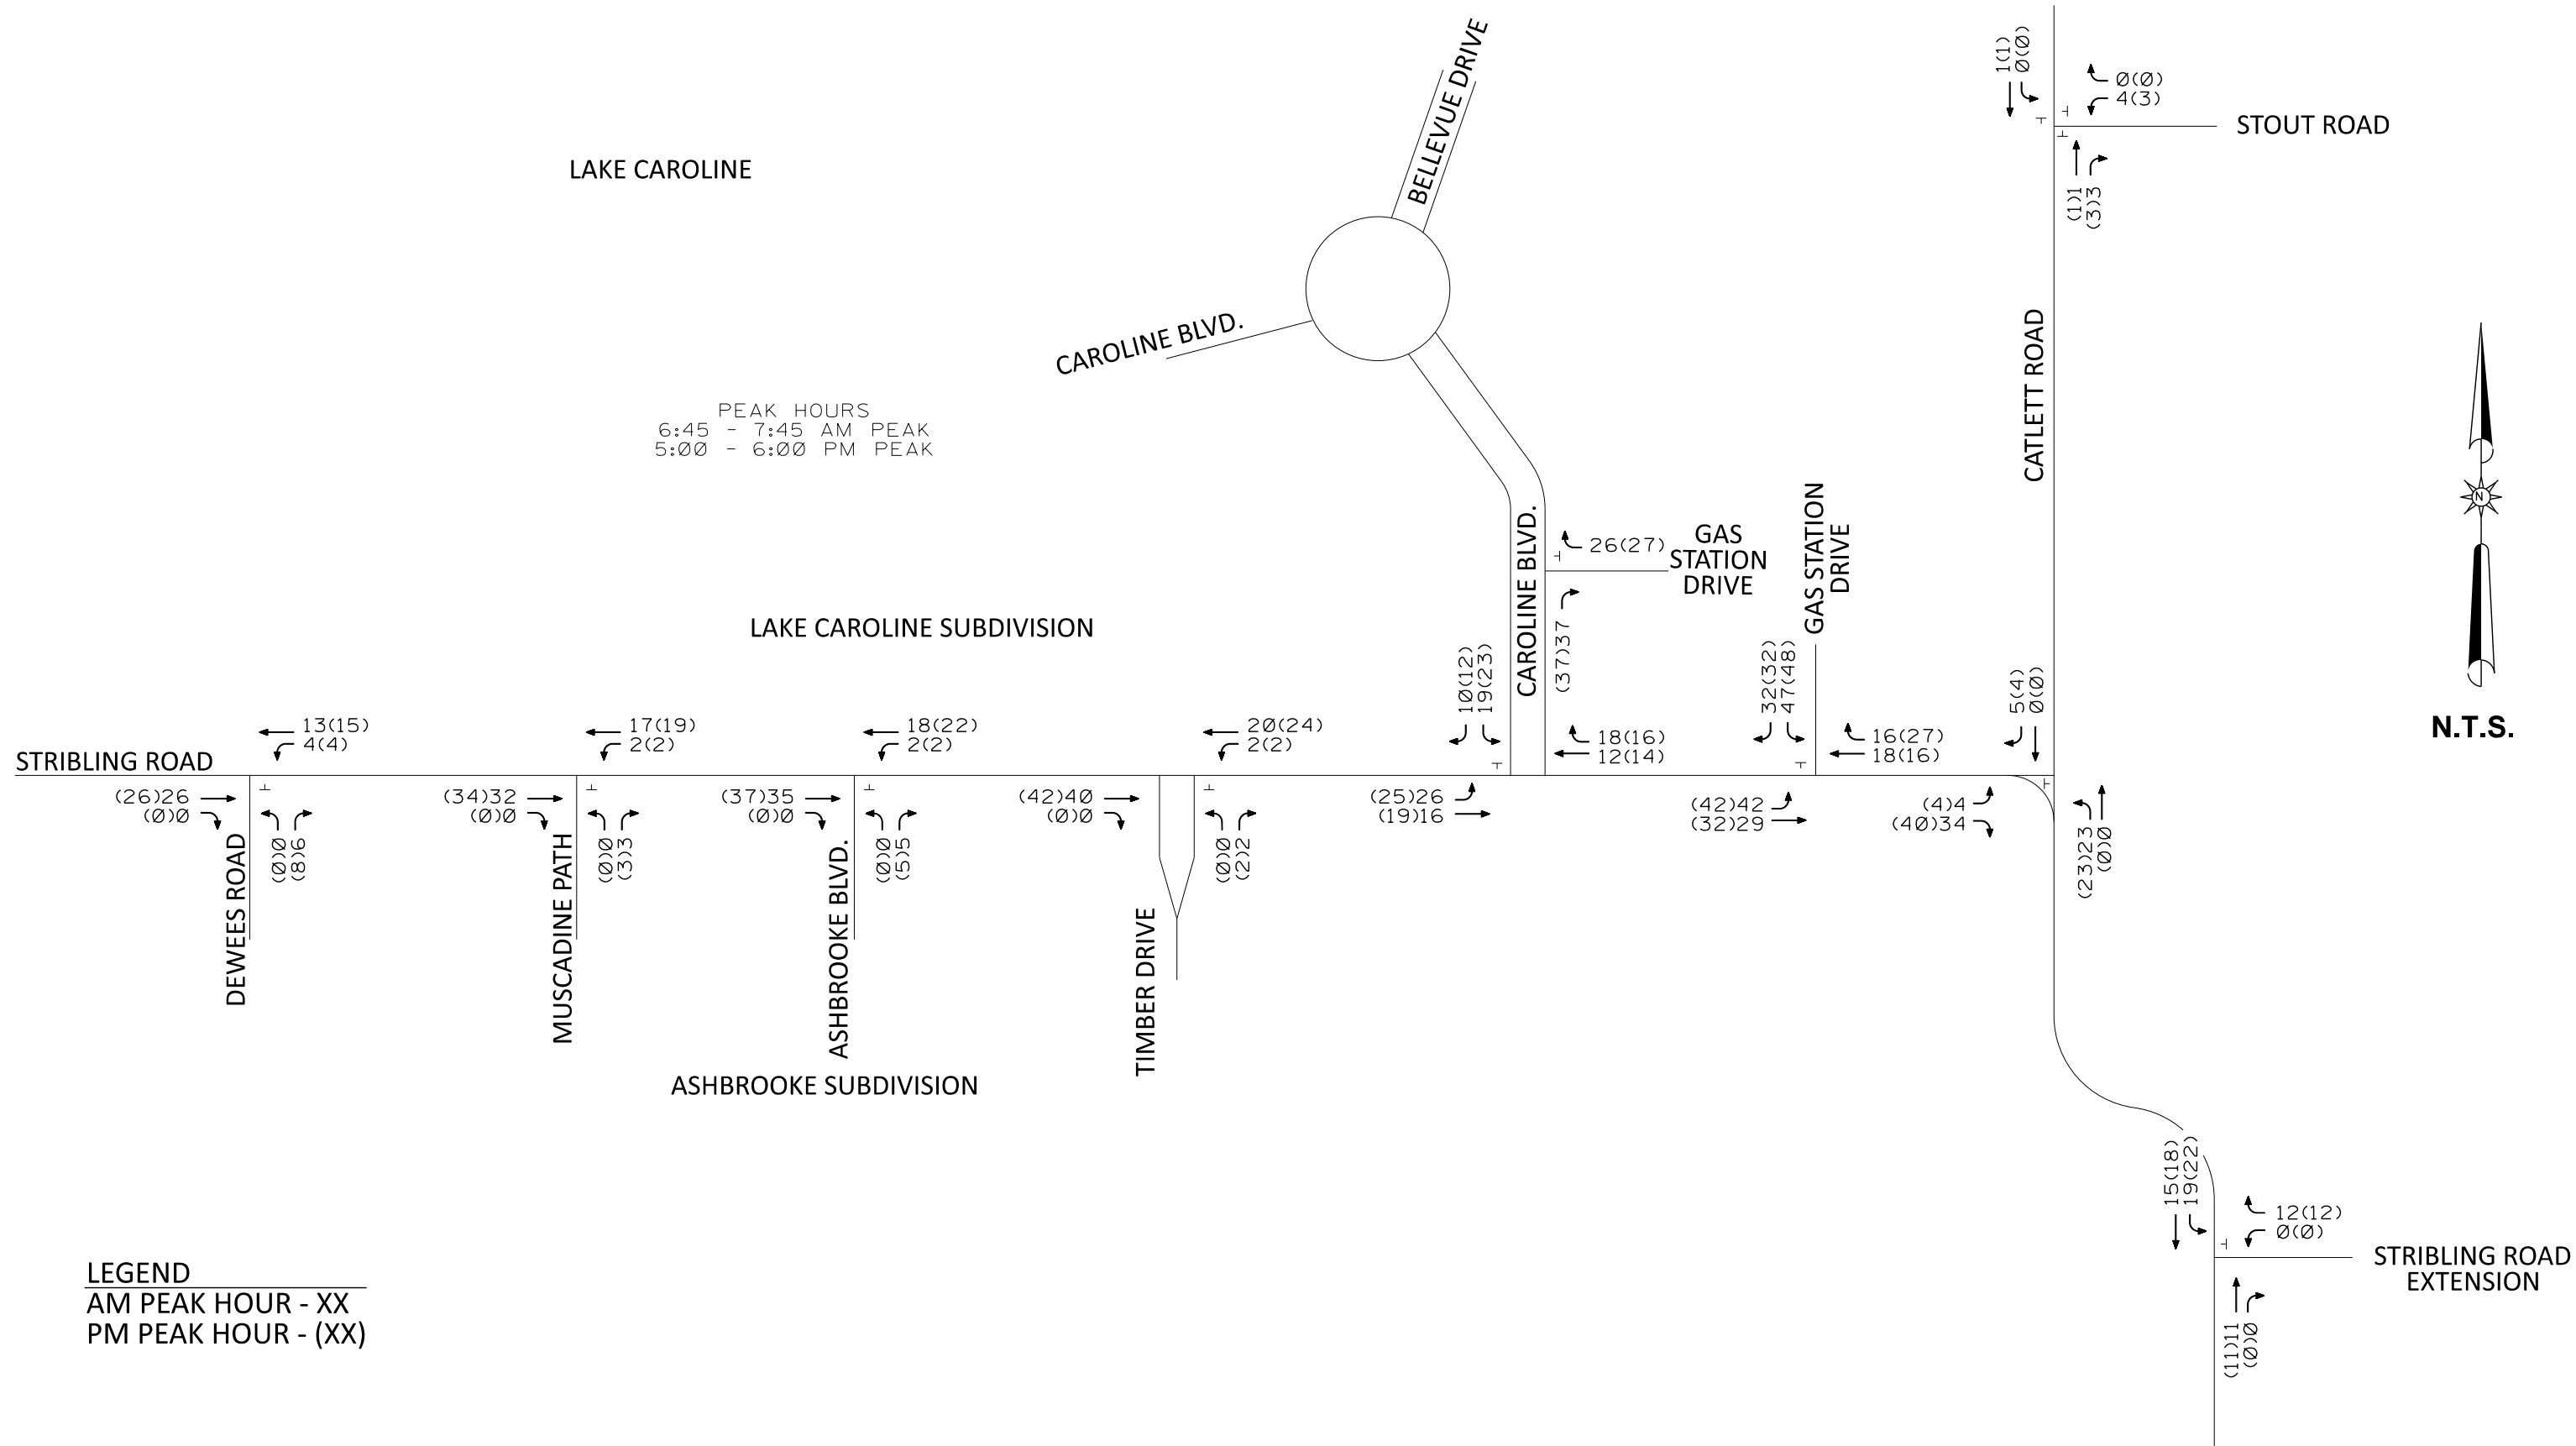 1(1)
Ø(Ø)
Ø(Ø)
4(3)
STOUT ROAD
(1)1
(3)3
BELLEVUE DRIVE
LAKE CAROLINE
CAROLINE BLVD.
CATLETT ROAD
PEAK HOURS
6:45 - 7:45 AM PEAK
5:ØØ - 6:ØØ PM PEAK
N
N.T.S.
CAROLINE BLVD.
26(27)
GAS
STATION
DRIVE
(37)37
GAS STATION
DRIVE
LAKE CAROLINE SUBDIVISION
STRIBLING ROAD
13(15)
4(4)
17(19)
2(2)
18(22)
2(2)
2Ø(24)
2(2)
1Ø(12)
19(23)
18(16)
12(14)
32(32)
47(48)
16(27)
18(16)
5(4)
Ø(Ø)
(26)26
(Ø)Ø
(Ø)Ø
(8)6
(34)32
(Ø)Ø
(Ø)Ø
(3)3
(37)35
(Ø)Ø
(Ø)Ø
(5)5
(42)4Ø
(Ø)Ø
(Ø)Ø
(2)2
(25)26
(19)16
(42)42
(32)29
(4)4
(4Ø)34
(23)23
(Ø)Ø
DEWEES ROAD
MUSCADINE PATH
ASHBROOKE BLVD.
TIMBER DRIVE
ASHBROOKE SUBDIVISION
15(18)
19(22)
12(12)
Ø(Ø)
STRIBLING ROAD
EXTENSION
(11)11
(Ø)Ø
LEGEND
AM PEAK HOUR - XX
PM PEAK HOUR - (XX)